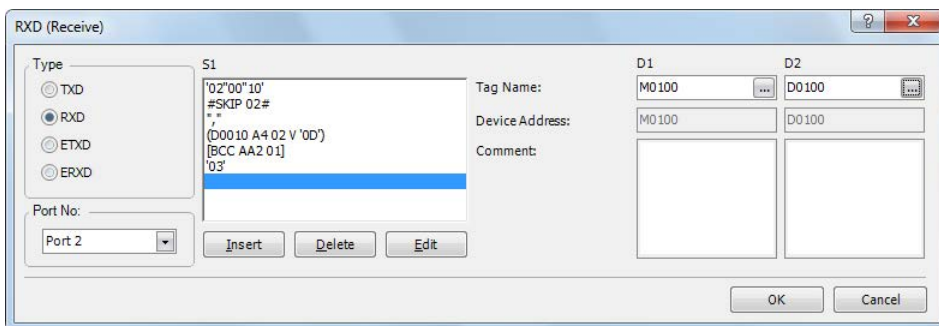 RXD (Receive)
Type
TXD
RXD
ETXD
ERXD
Port No:
Port 2
S1
'02"00"10'
#SKIP 02#
","
(D0010 A4 02 V '0D')
[BCC AA2 01]
'03'
Insert
Delete
Edit
D1
D2
Tag Name:
M0100
...
D0100
...
Device Address:
M0100
D0100
Comment:
OK
Cancel